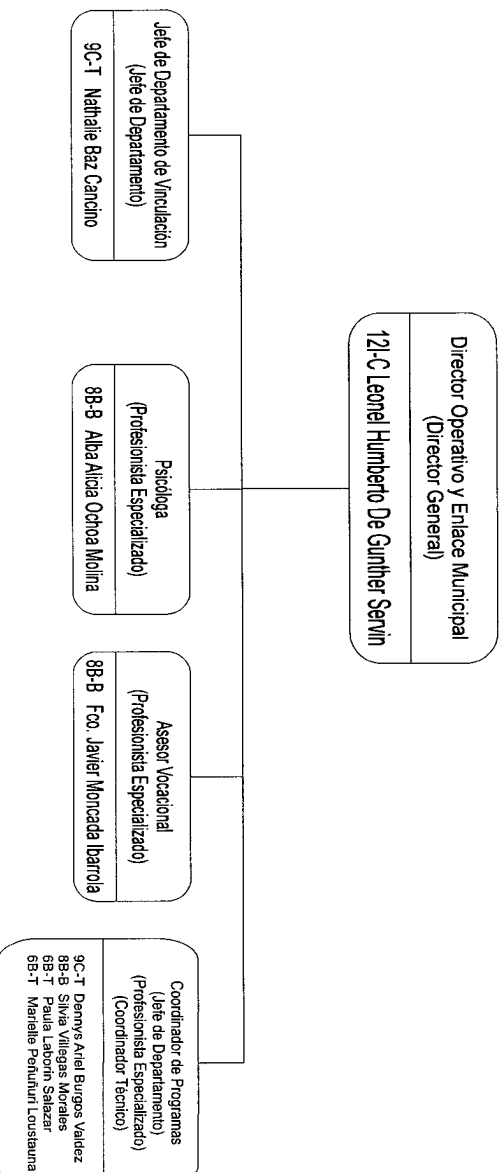 Director Operativo y Enlace Municipal
(Director General)
12I-C Leonel Humberto De Gunther Servin
Jefe de Departamento de Vinculación
(Jefe de Departamento)
9C-T Nathalie Baz Cancino
Psicóloga
(Profesionista Especializado)
8B-B Alba Alicia Ochoa Molina
Asesor Vocacional
(Profesionista Especializado)
8B-B Fco. Javier Moncada Ibarrola
Coordinador de Programas
(Jefe de Departamento)
(Profesionista Especializado)
(Coordinador Técnico)
9C-T Dennys Ariel Burgos Valdez
8B-B Silvia Villegas Morales
6B-T Paula Laborin Salazar
6B-T Marielle Peñuñuri Loustauna